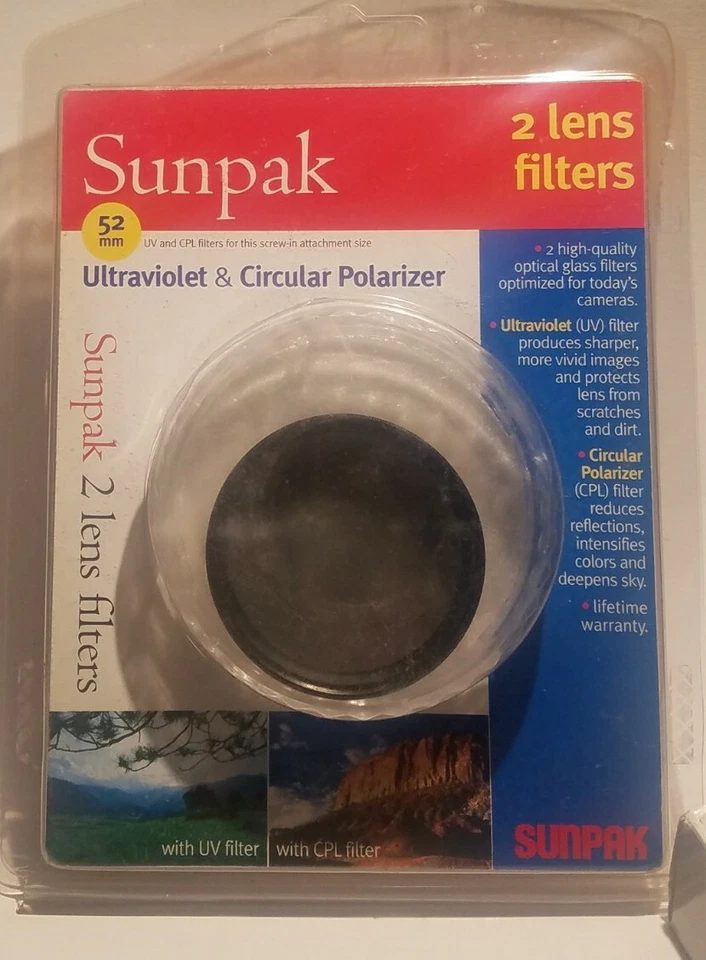 Sunpak
2 lens
filters
52
mm
UV and CPL filters for this screw-in attachment size
Ultraviolet & Circular Polarizer
Sunpak 2 lens filters
• 2 high-quality
optical glass filters
optimized for today's
cameras.
• Ultraviolet (UV) filter
produces sharper,
more vivid images
and protects
lens from
scratches
and dirt.
• Circular
Polarizer
(CPL) filter
reduces
reflections,
intensifies
colors and
deepens sky.
• lifetime
warranty.
with UV filter
with CPL filter
SUNPAK